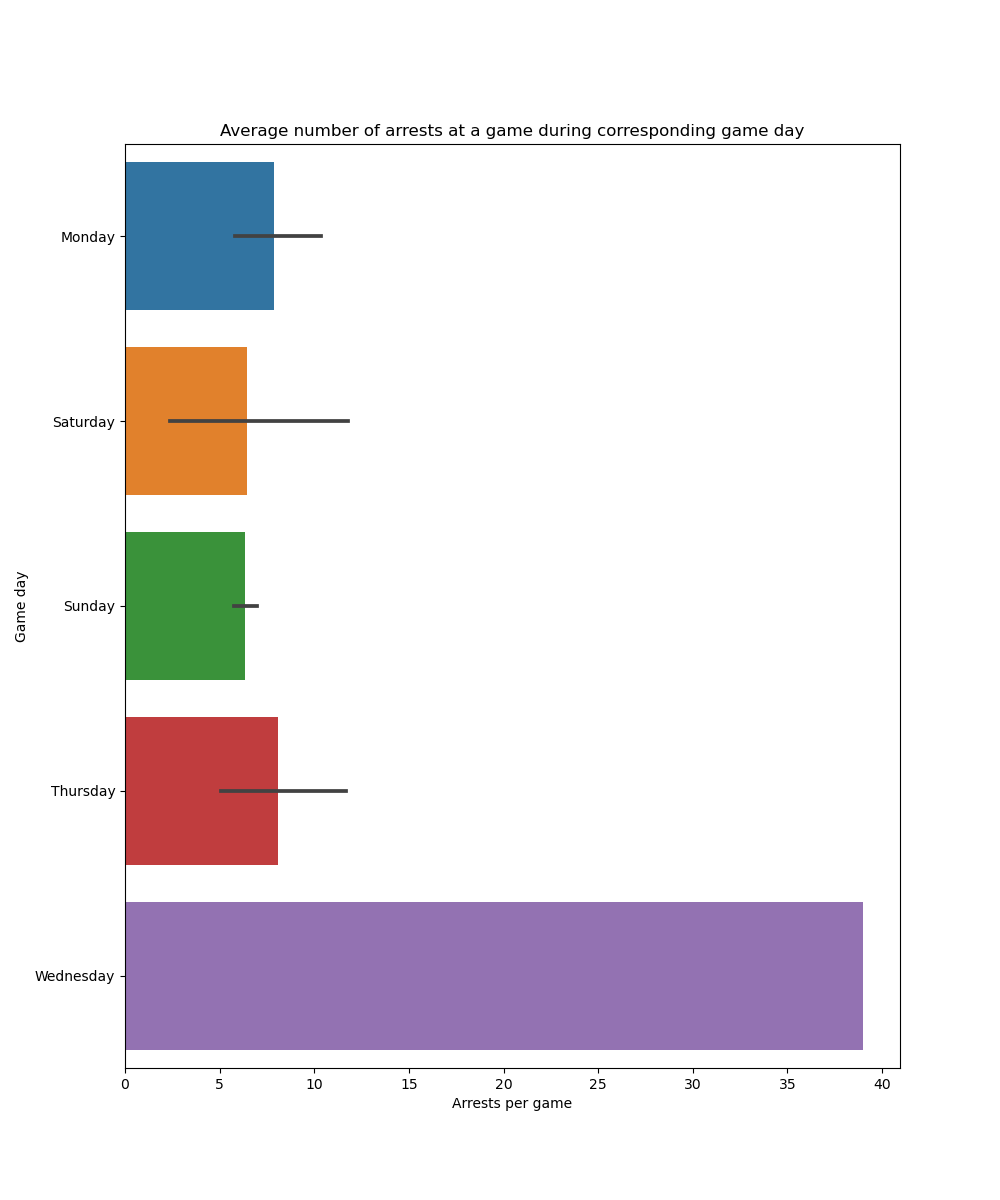 Average number of arrests at a game during corresponding game day
Game day
Monday
Saturday
Sunday
Thursday
Wednesday
0 5 10 15 20 25 30 35 40
Arrests per game